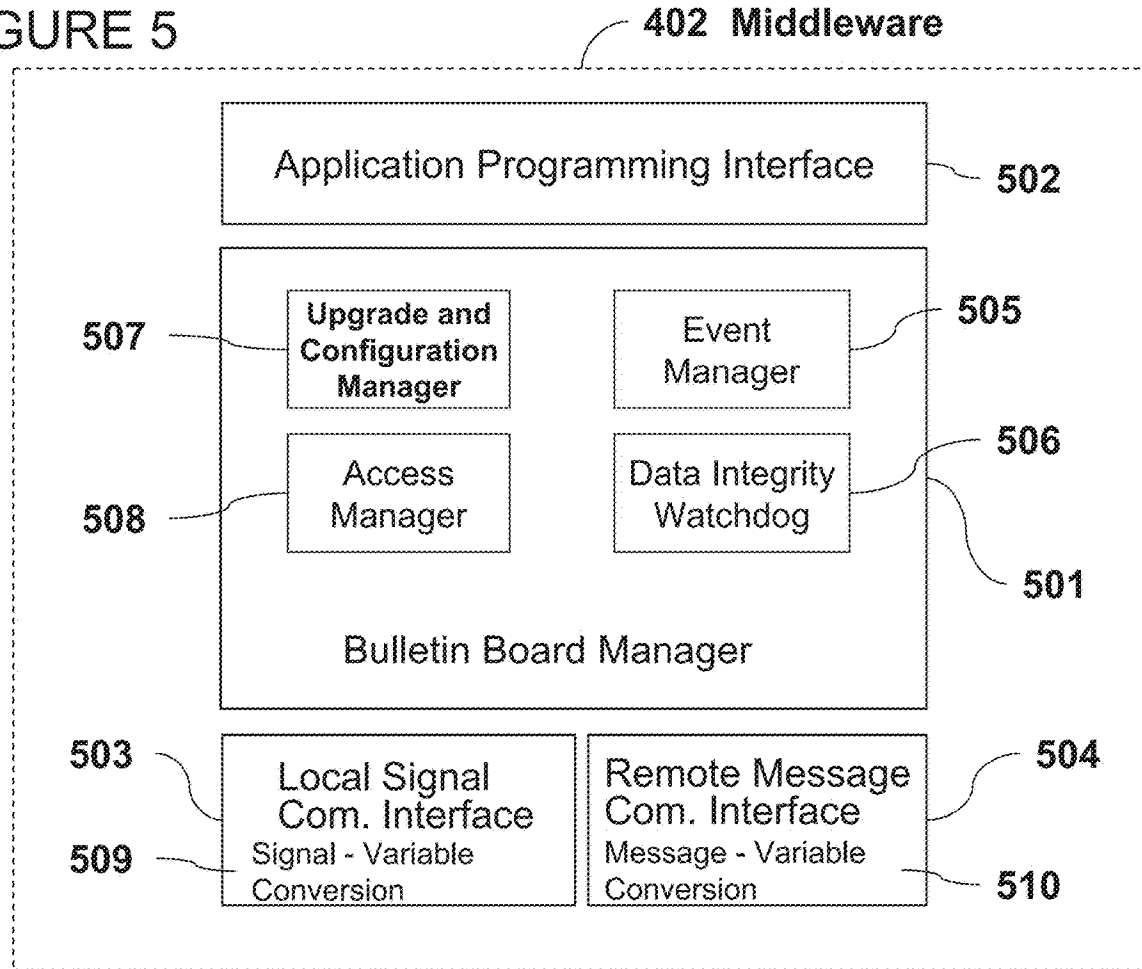 GURE 5
402 Middleware
Application Programming Interface
502
507
Upgrade and
Configuration
Manager
Event
Manager
505
508
Access
Manager
Data Integrity
Watchdog
506
501
Bulletin Board Manager
503
Local Signal
Com. Interface
509
Signal - Variable
Conversion
Remote Message
Com. Interface
504
Message - Variable
Conversion
510